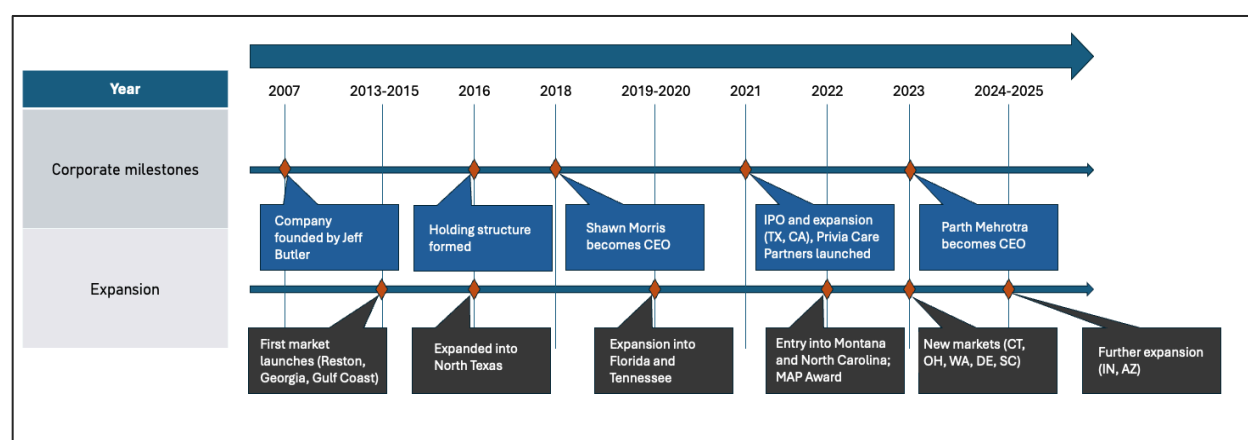 Year
2007
2013-2015
2016
2018
2019-2020
2021
2022
2023
2024-2025
Corporate milestones
Company
founded by Jeff
Butler
Holding structure
formed
Shawn Morris
becomes CEO
IPO and expansion
(TX, CA), Privia Care
Partners launched
Parth Mehrotra
becomes CEO
Expansion
First market
launches (Reston,
Georgia, Gulf Coast)
Expanded into
North Texas
Expansion into
Florida and
Tennessee
Entry into Montana
and North Carolina;
MAP Award
New markets (CT,
OH, WA, DE, SC)
Further expansion
(IN, AZ)